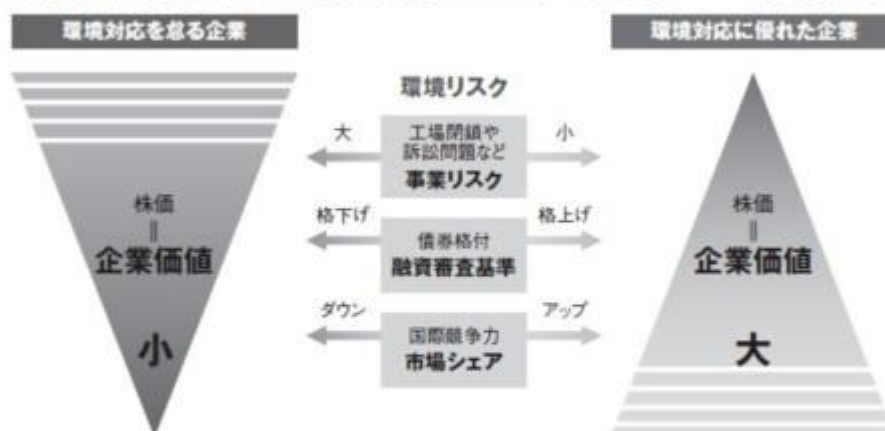 環境対応を怠る企業
環境対応に優れた企業
環境リスク
大
工場閉鎖や
訴訟問題など
事業リスク
小
格下げ
債券格付
融資審査基準
格上げ
ダウン
国際競争力
市場シェア
アップ
株価
||
企業価値
小
株価
||
企業価値
大